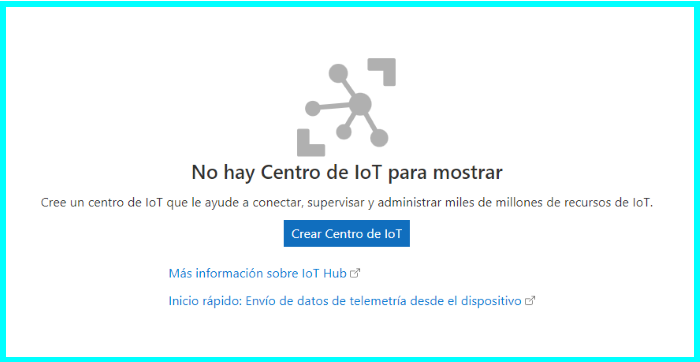 No hay Centro de IoT para mostrar
Cree un centro de IoT que le ayude a conectar, supervisar y administrar miles de millones de recursos de IoT.
Crear Centro de IoT
Más información sobre IoT Hub
Inicio rápido: Envío de datos de telemetría desde el dispositivo